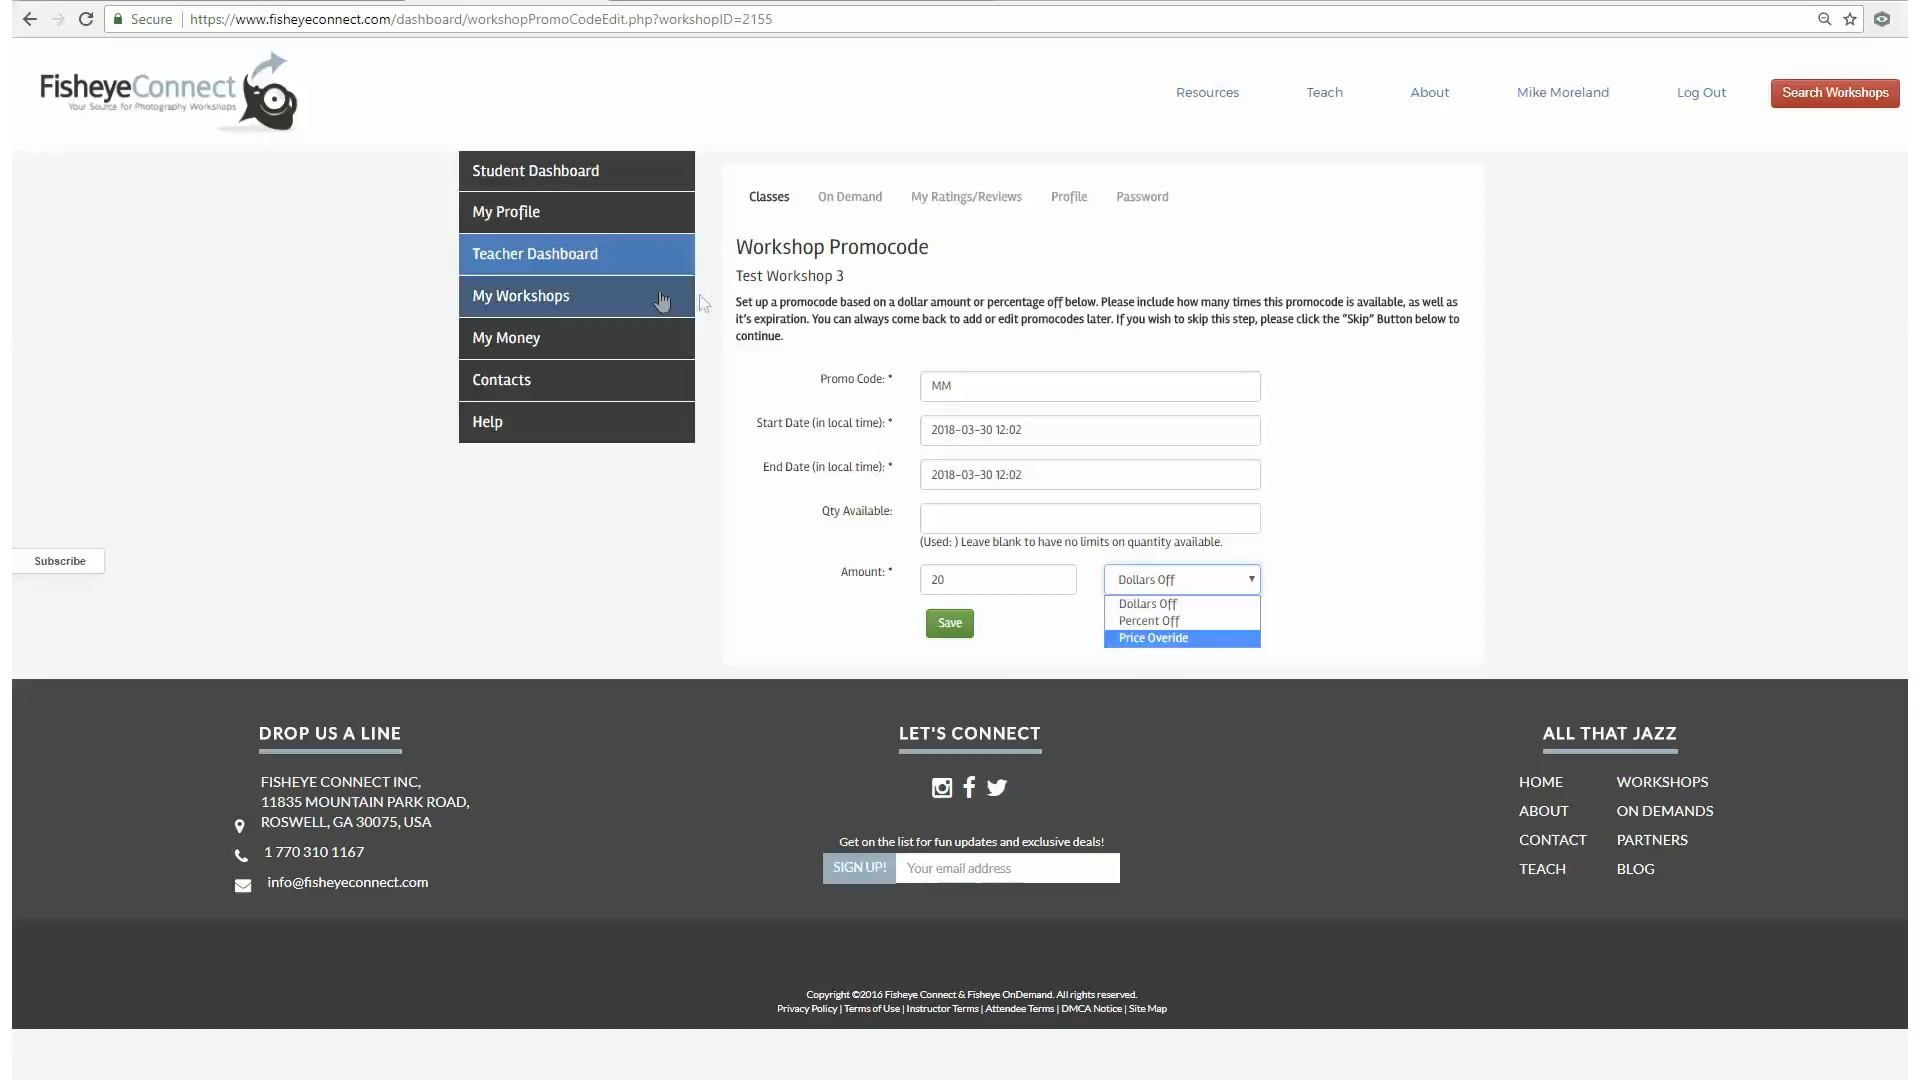 Secure
https://www.fisheyeconnect.com/dashboard/workshopPromoCodeEdit.php?workshopID=2155
FisheyeConnect
Your Source for Photography Workshops
Resources
Teach
About
Mike Moreland
Log Out
Search Workshops
Student Dashboard
My Profile
Teacher Dashboard
My Workshops
My Money
Contacts
Help
Classes
On Demand
My Ratings/Reviews
Profile
Password
Workshop Promocode
Test Workshop 3
Set up a promocode based on a dollar amount or percentage off below. Please include how many times this promocode is available, as well as
it's expiration. You can always come back to add or edit promocodes later. If you wish to skip this step, please click the "Skip" Button below to
continue.
Promo Code: *
MM
Start Date (in local time): *
2018-03-30 12:02
End Date (in local time): *
2018-03-30 12:02
Qty Available:
(Used: ) Leave blank to have no limits on quantity available.
Amount: *
20
Dollars Off
Dollars Off
Percent Off
Price Overide
Save
Subscribe
DROP US A LINE
FISHEYE CONNECT INC,
11835 MOUNTAIN PARK ROAD,
ROSWELL, GA 30075, USA
1 770 310 1167
info@fisheyeconnect.com
LET'S CONNECT
Get on the list for fun updates and exclusive deals!
SIGN UP!
Your email address
ALL THAT JAZZ
HOME
WORKSHOPS
ABOUT
ON DEMANDS
CONTACT
PARTNERS
TEACH
BLOG
Copyright ©2016 Fisheye Connect & Fisheye OnDemand. All rights reserved.
Privacy Policy | Terms of Use | Instructor Terms | Attendee Terms | DMCA Notice | Site Map